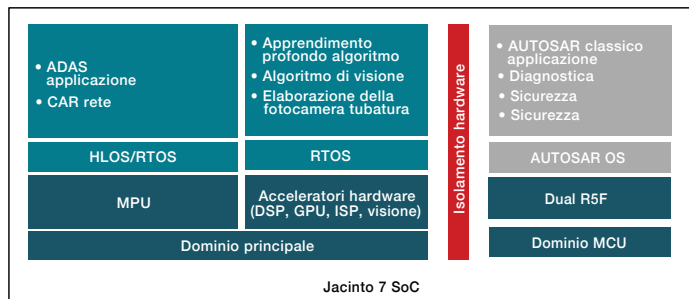 • ADAS
applicazione
• CAR rete
HLOS/RTOS
MPU
• Apprendimento
profondo algoritmo
• Algoritmo di visione
• Elaborazione della
fotocamera tubatura
RTOS
Acceleratori hardware
(DSP, GPU, ISP, visione)
Dominio principale
Isolamento hardware
• AUTOSAR classico
applicazione
• Diagnostica
• Sicurezza
• Sicurezza
AUTOSAR OS
Dual R5F
Dominio MCU
Jacinto 7 SoC